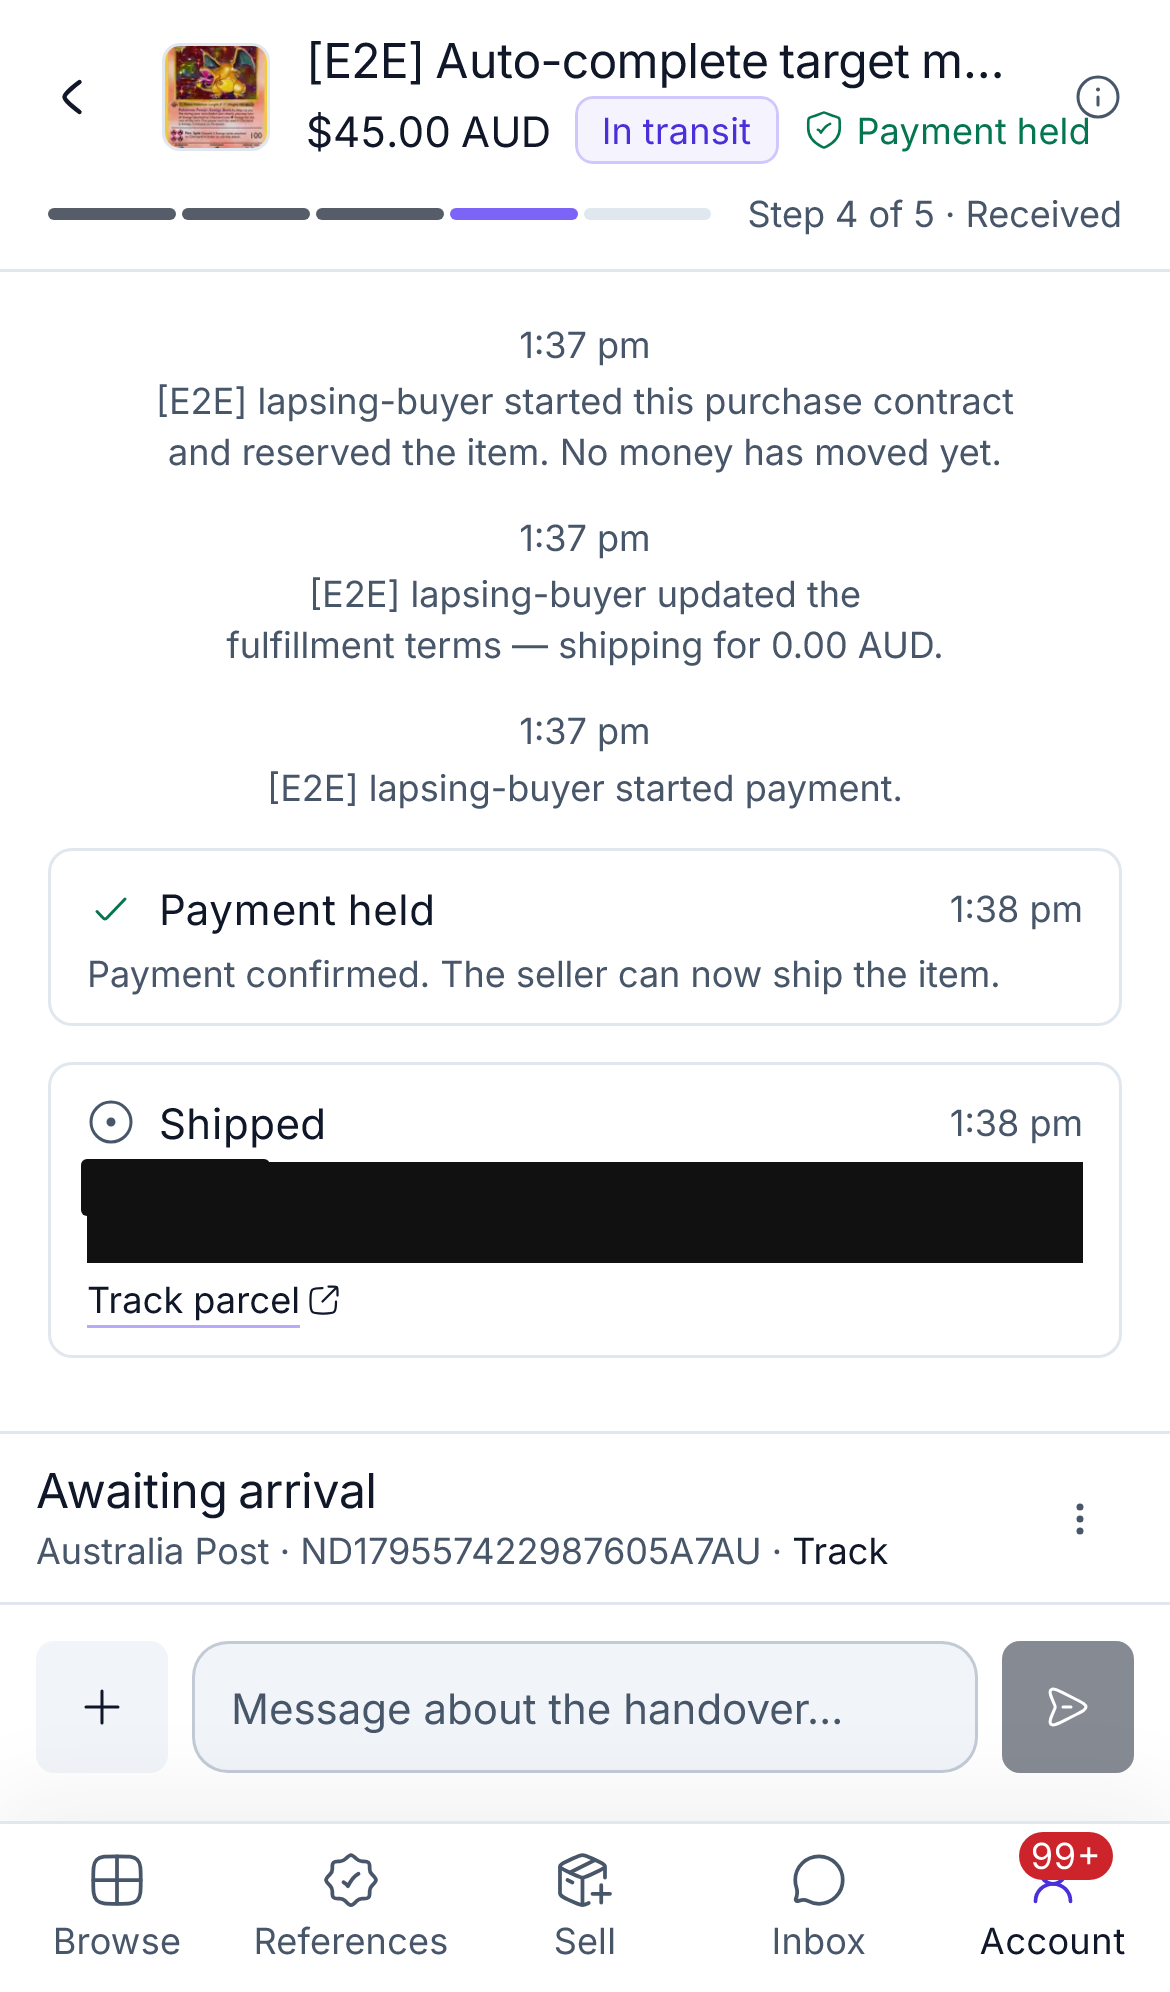 [E2E] Auto-complete target m...
$45.00 AUD In transit Payment held
Step 4 of 5 · Received
1:37 pm
[E2E] lapsing-buyer started this purchase contract
and reserved the item. No money has moved yet.
1:37 pm
[E2E] lapsing-buyer updated the
fulfillment terms — shipping for 0.00 AUD.
1:37 pm
[E2E] lapsing-buyer started payment.
Payment held 1:38 pm
Payment confirmed. The seller can now ship the item.
Shipped 1:38 pm
Track parcel
Awaiting arrival
Australia Post · ND179557422987605A7AU · Track
Message about the handover...
99+
Browse References Sell Inbox Account